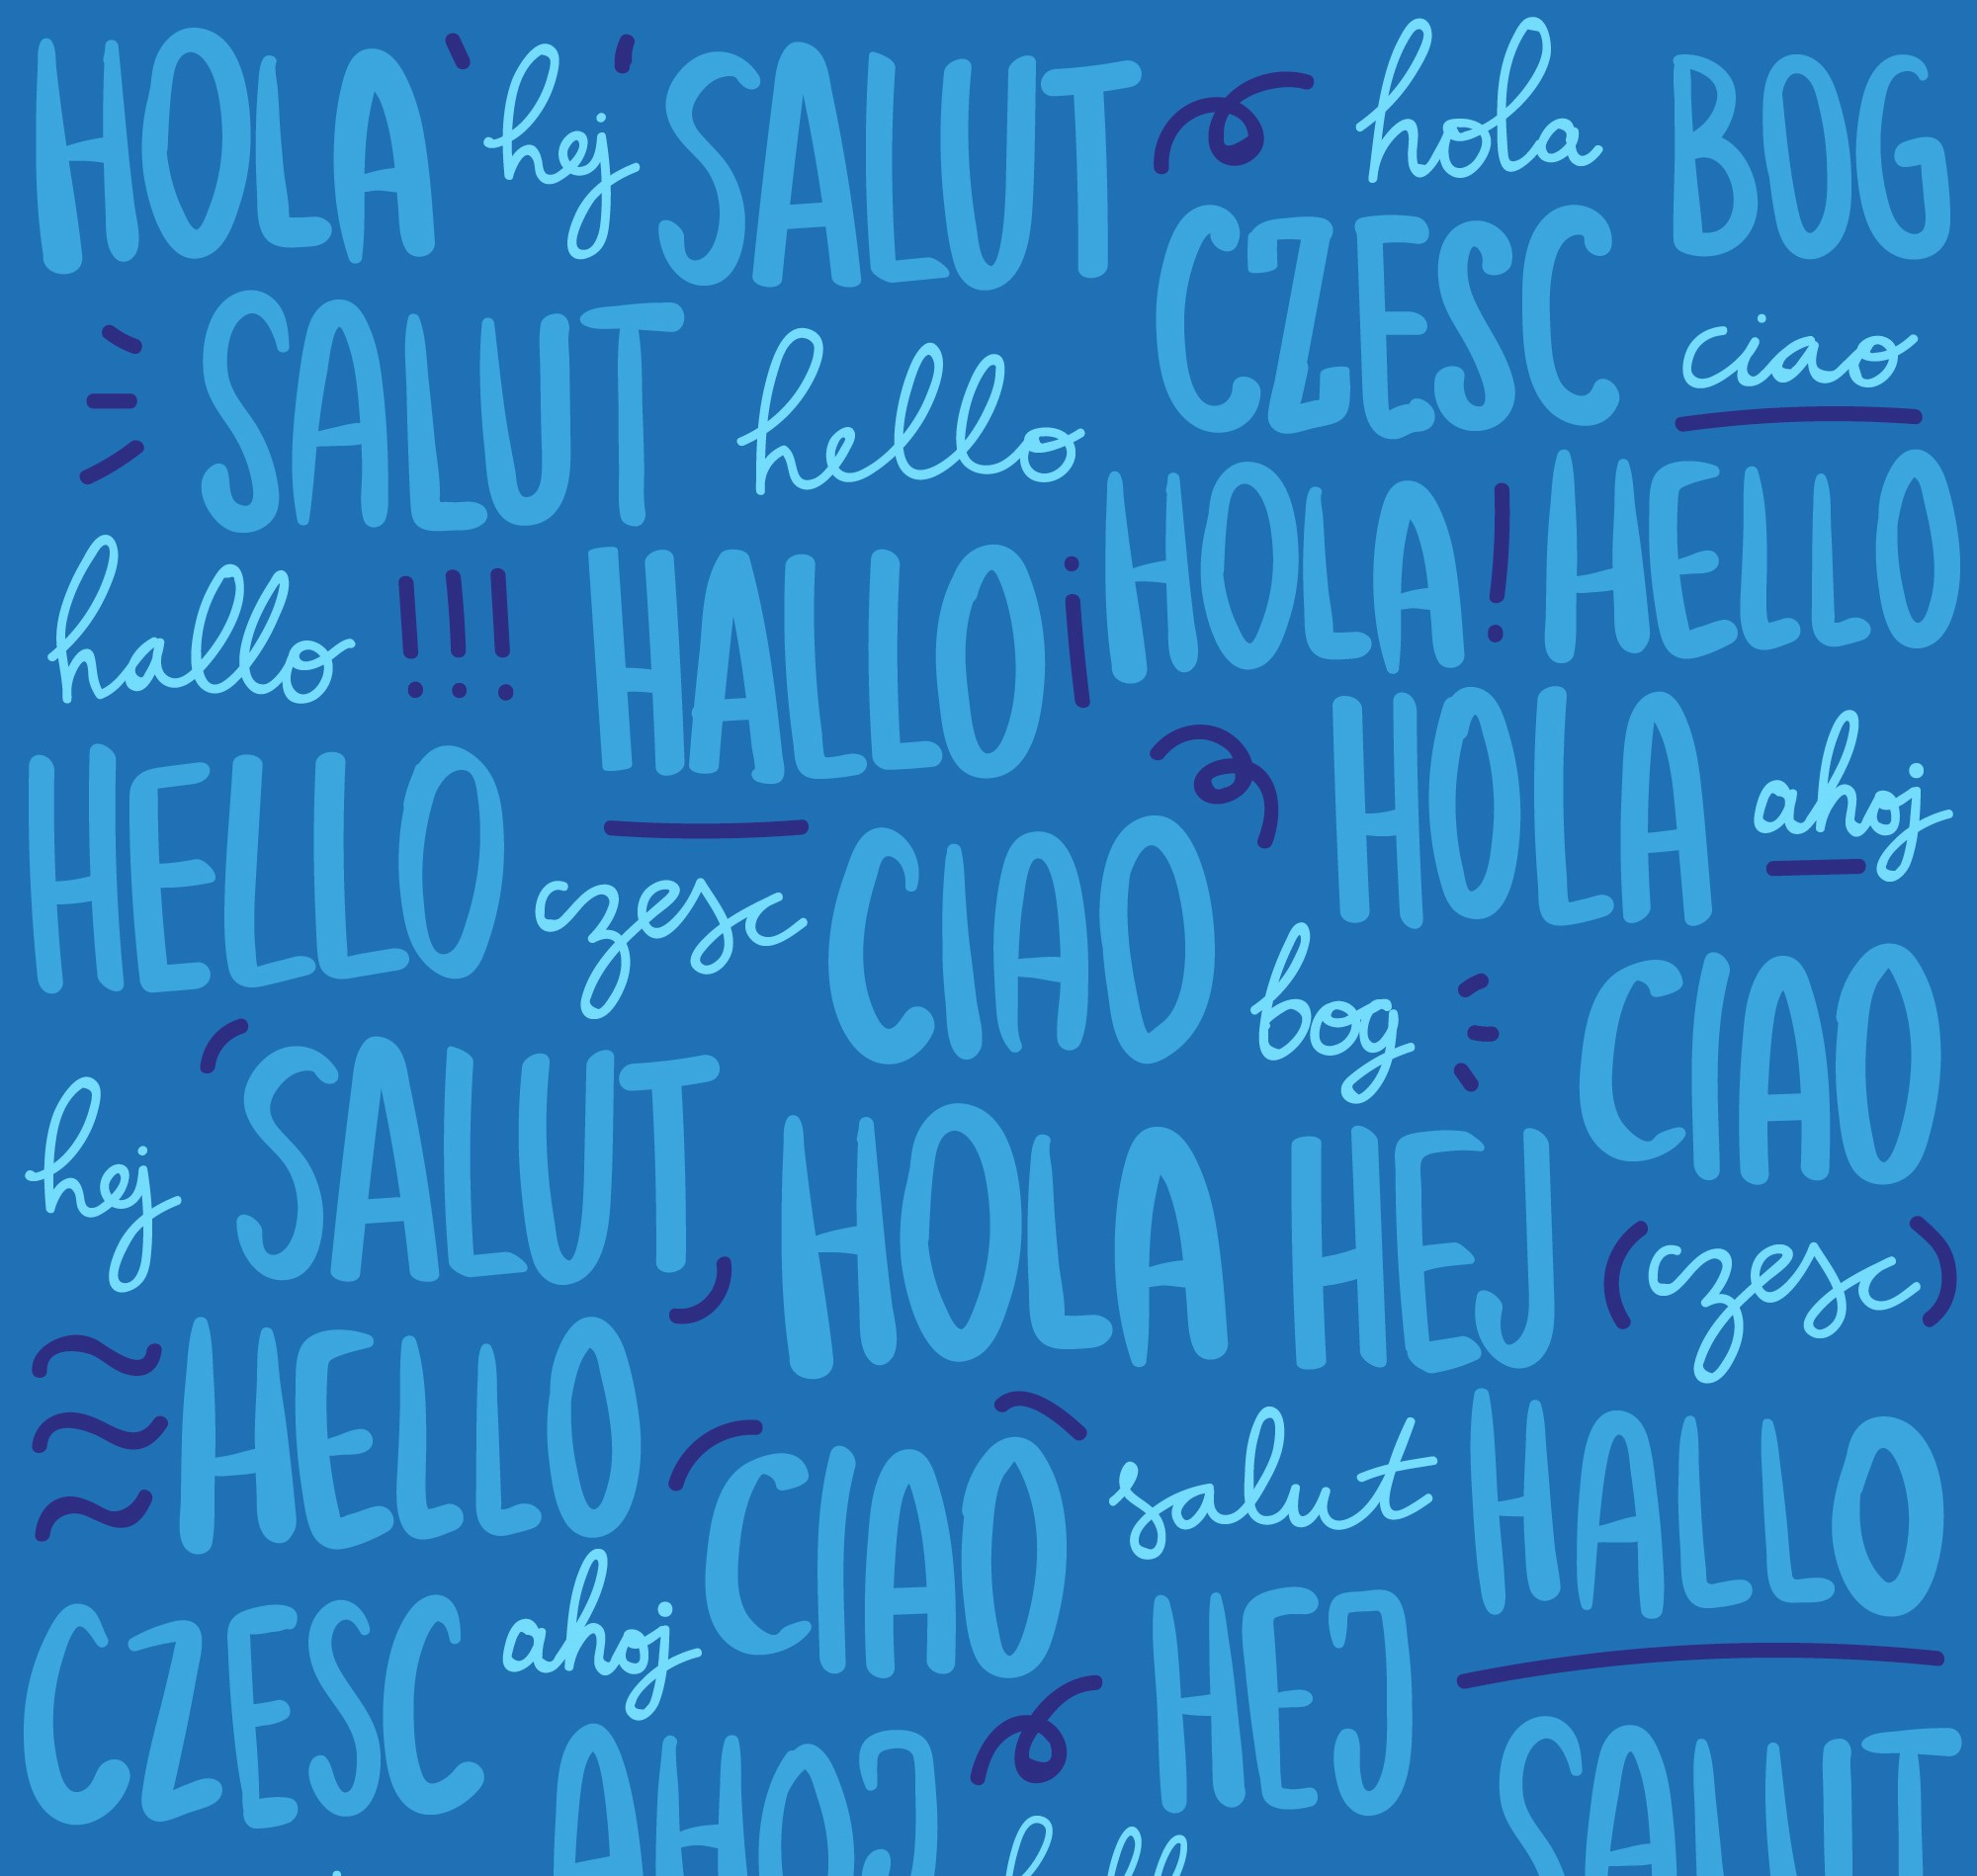 HOLA hej SALUT hola BOG
CZESC
SALUT hello ciao
hallo !!! HALLO ¡HOLA! HELLO
HELLO HOLA ahoj
czesc CIAO bog CIAO
hej SALUT HOLA HEJ (czesc)
HELLO CIAO salut HALLO
CZESC ahoj HEJ
AHOJ SALUT